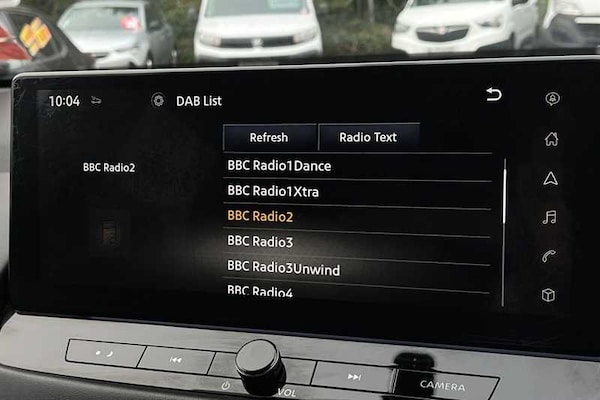 10:04
DAB List
Refresh
Radio Text
BBC Radio2
BBC Radio1Dance
BBC Radio1Xtra
BBC Radio2
BBC Radio3
BBC Radio3Unwind
BBC Radio4
VOL
CAMERA